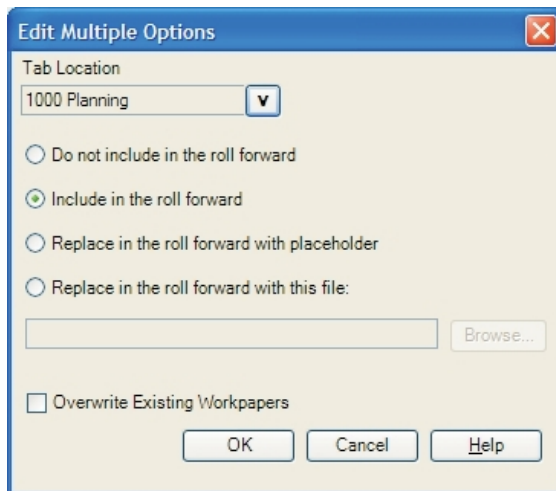 Edit Multiple Options
Tab Location
1000 Planning
v
Do not include in the roll forward
Include in the roll forward
Replace in the roll forward with placeholder
Replace in the roll forward with this file:
Browse...
Overwrite Existing Workpapers
OK Cancel Help